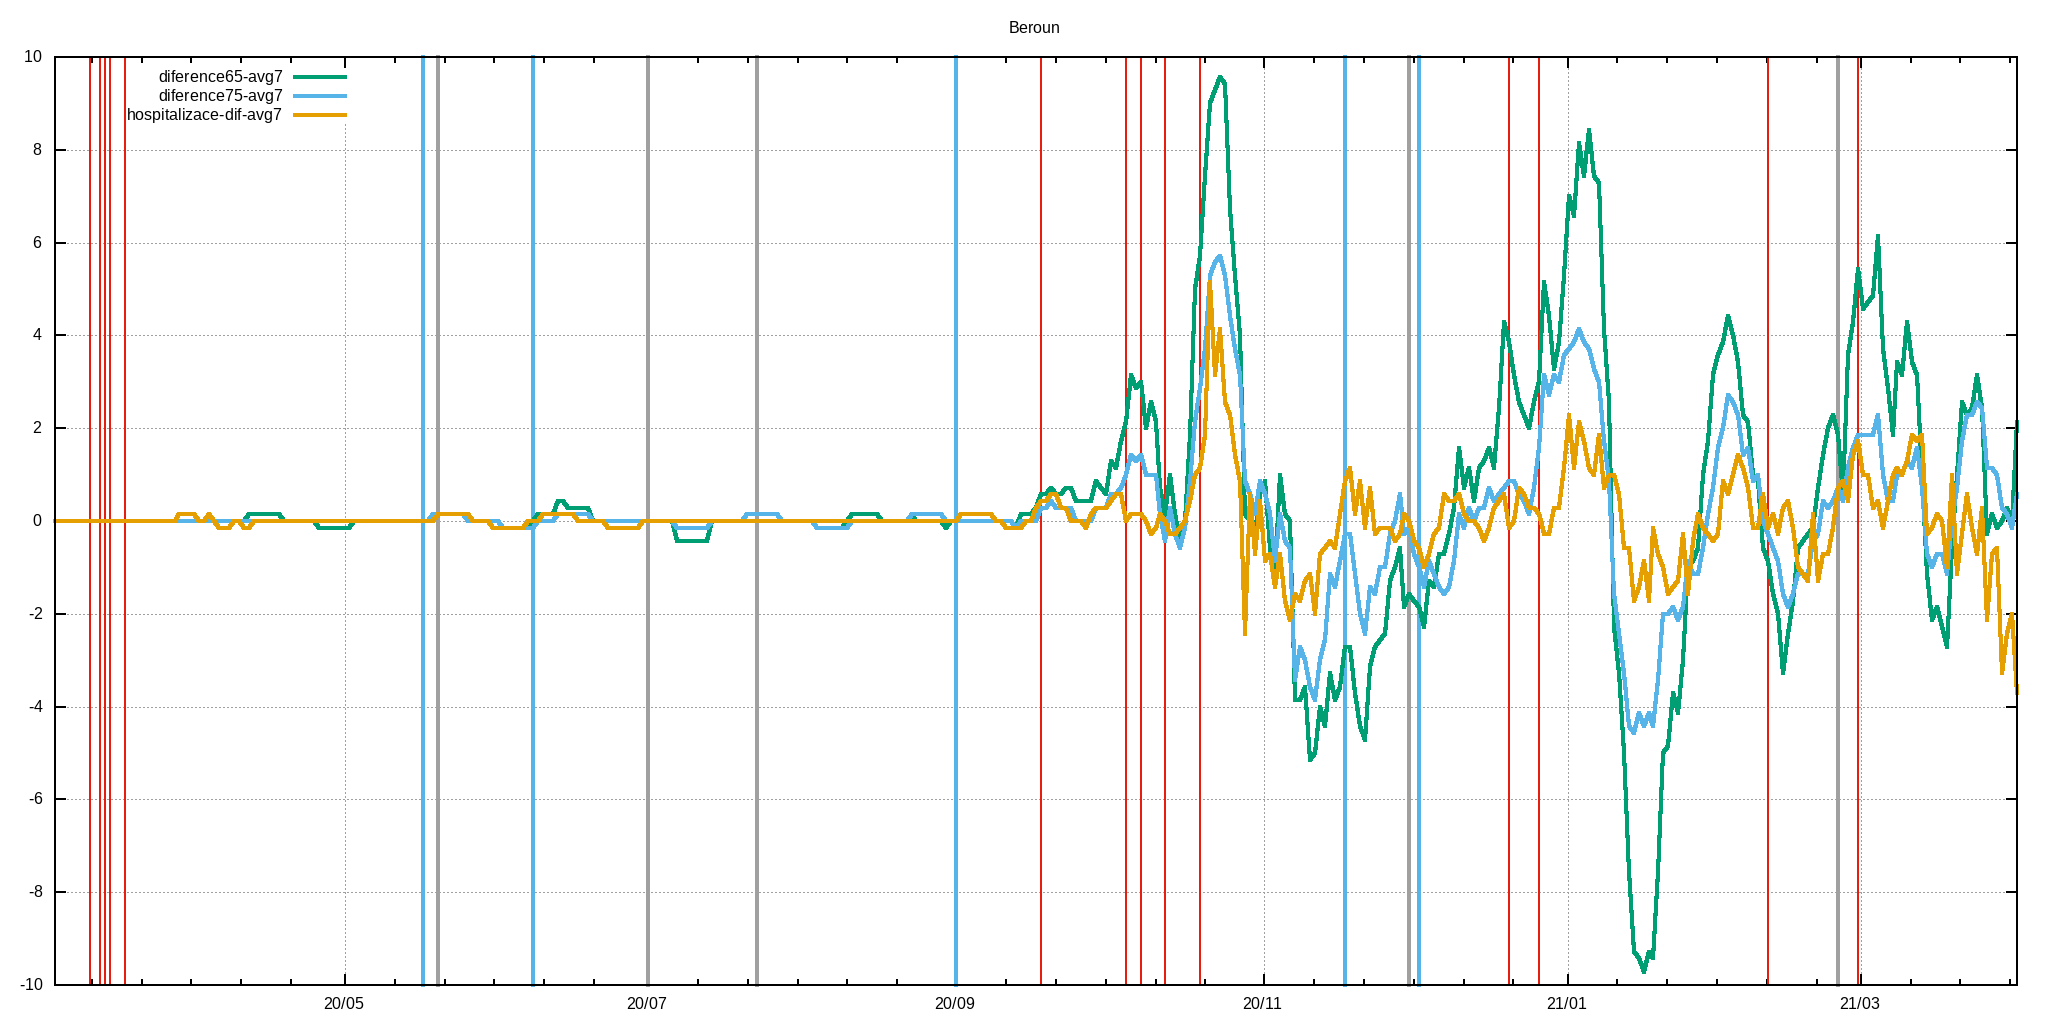 Beroun
10
diference65-avg7
diference75-avg7
hospitalizace-dif-avg7
8
6
4
2
0
-2
-4
-6
-8
-10
20/05 20/07 20/09 20/11 21/01 21/03